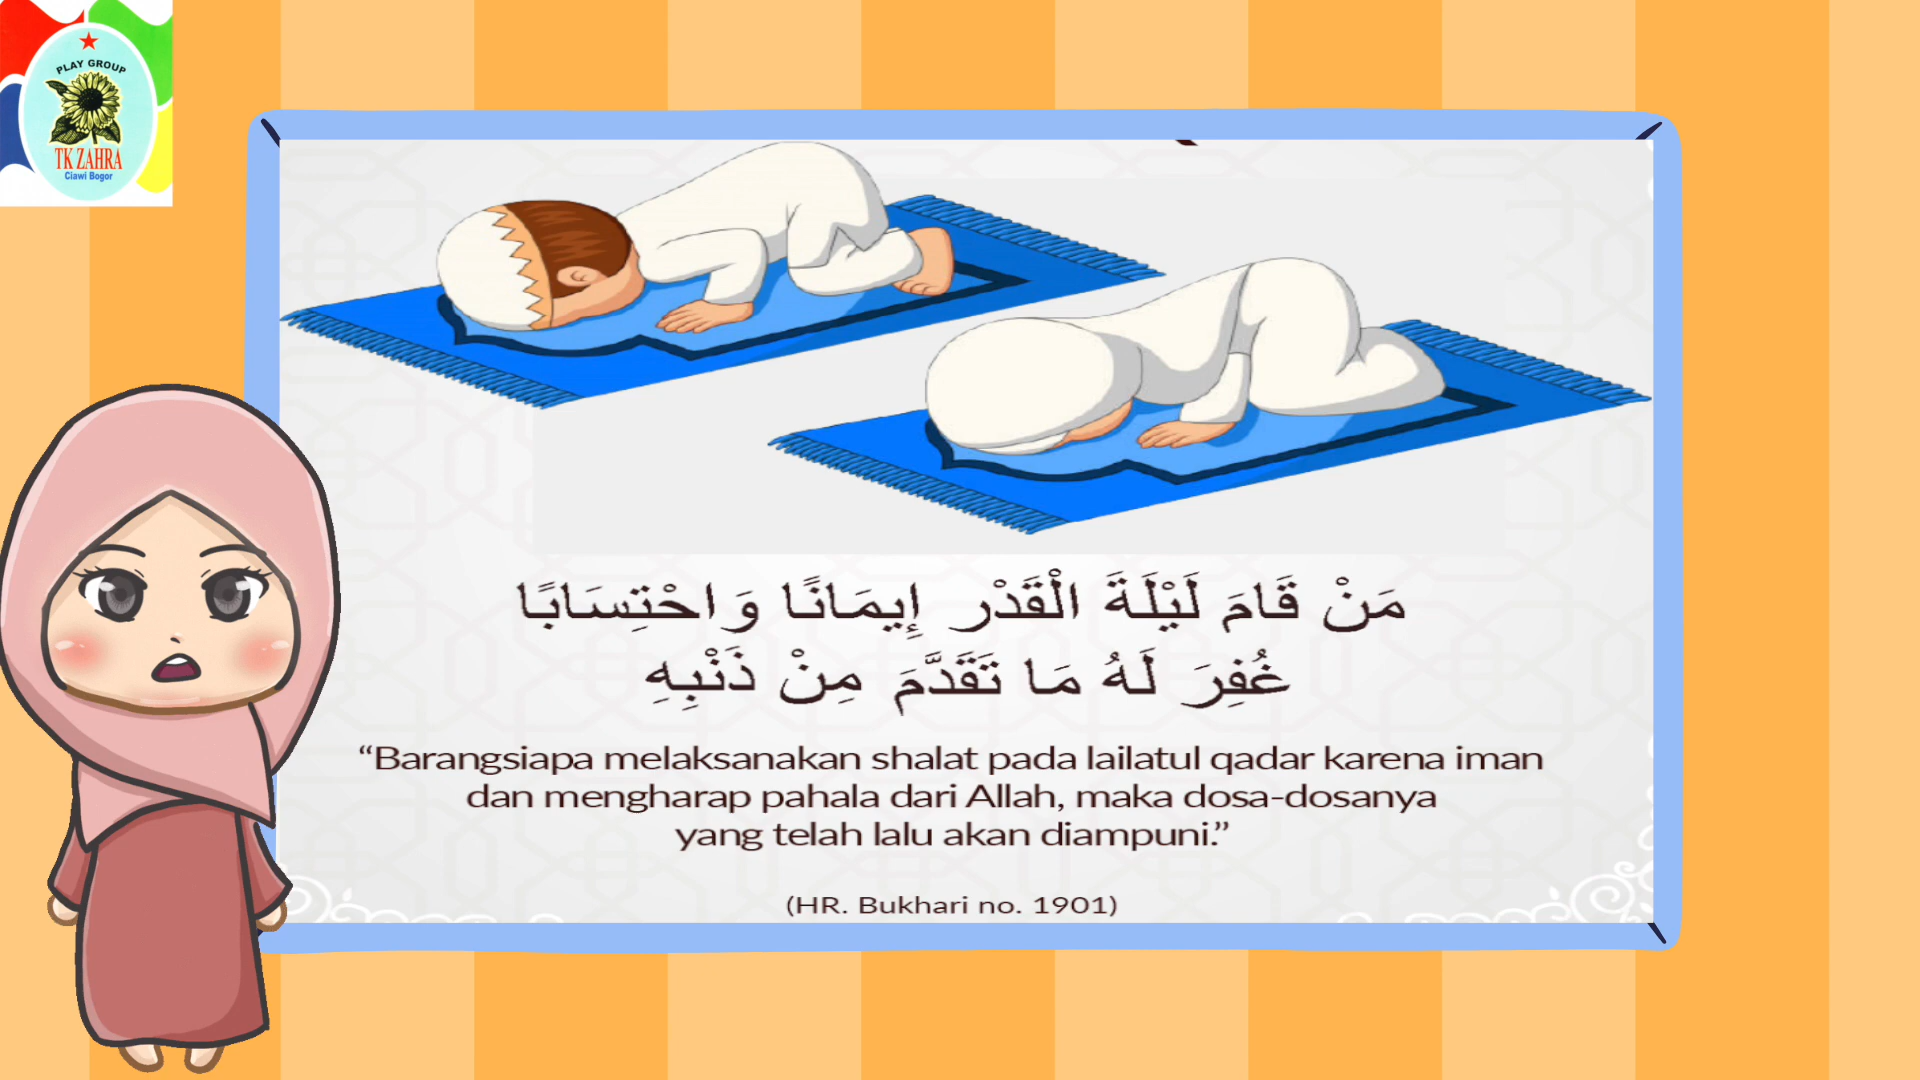 PLAY GROUP
TK ZAHRA
Ciawi Bogor
مَنْ قَامَ لَيْلَةَ الْقَدْرِ إِيمَانًا وَاحْتِسَابًا
غُفِرَ لَهُ مَا تَقَدَّمَ مِنْ ذَنْبِهِ
“Barangsiapa melaksanakan shalat pada lailatul qadar karena iman
dan mengharap pahala dari Allah, maka dosa-dosanya
yang telah lalu akan diampuni.”
(HR. Bukhari no. 1901)